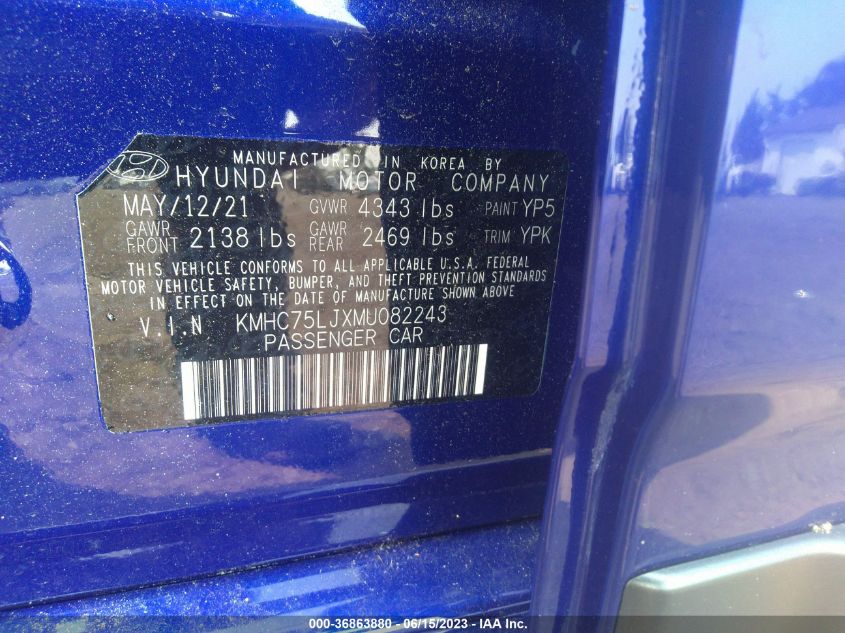 MANUFACTURED IN KOREA BY
HYUNDAI MOTOR COMPANY
MAY/12/21 GVWR 4343 lbs PAINT YP5
GAWR FRONT 2138 lbs GAWR REAR 2469 lbs TRIM YPK
THIS VEHICLE CONFORMS TO ALL APPLICABLE U.S.A. FEDERAL
MOTOR VEHICLE SAFETY, BUMPER, AND THEFT PREVENTION STANDARDS
IN EFFECT ON THE DATE OF MANUFACTURE SHOWN ABOVE
V.I.N KMHC75LJXMU082243
PASSENGER CAR
000-36863880 - 06/15/2023 - IAA Inc.